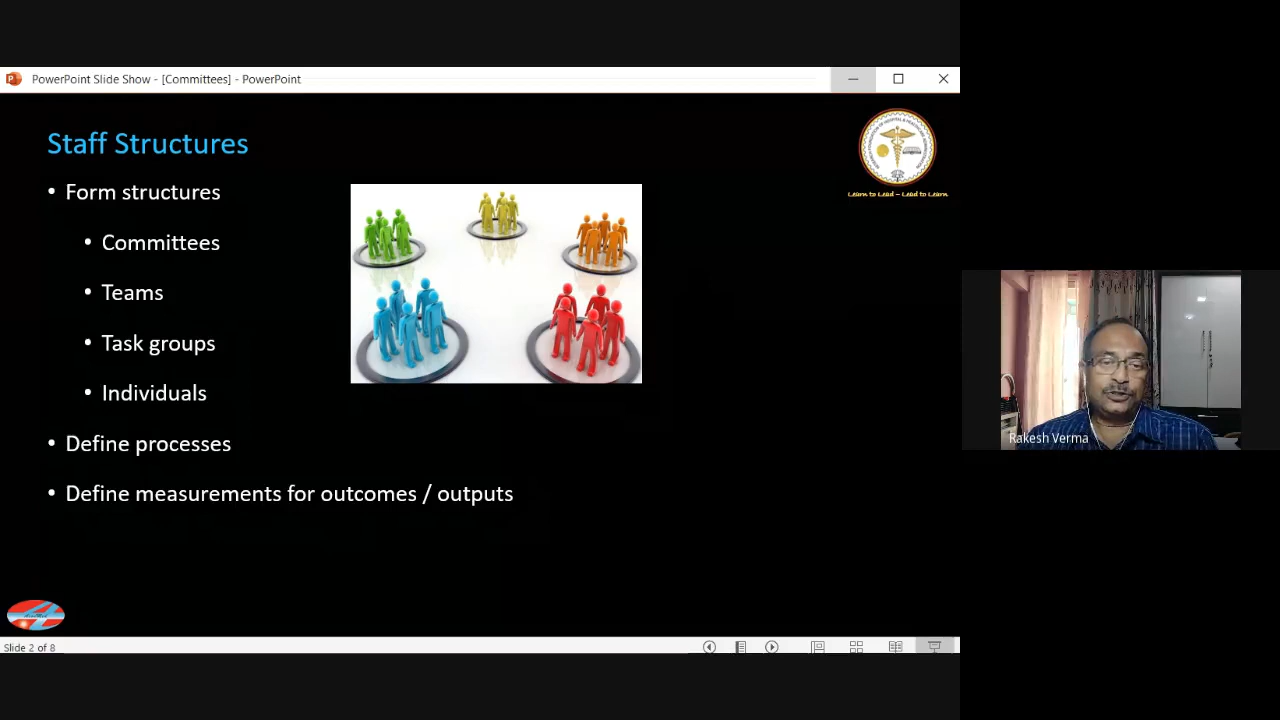 PowerPoint Slide Show - [Committees] - PowerPoint
Staff Structures
• Form structures
• Committees
• Teams
• Task groups
• Individuals
• Define processes
• Define measurements for outcomes / outputs
Learn to Lead – Lead to Learn
Rakesh Verma
Slide 2 of 8